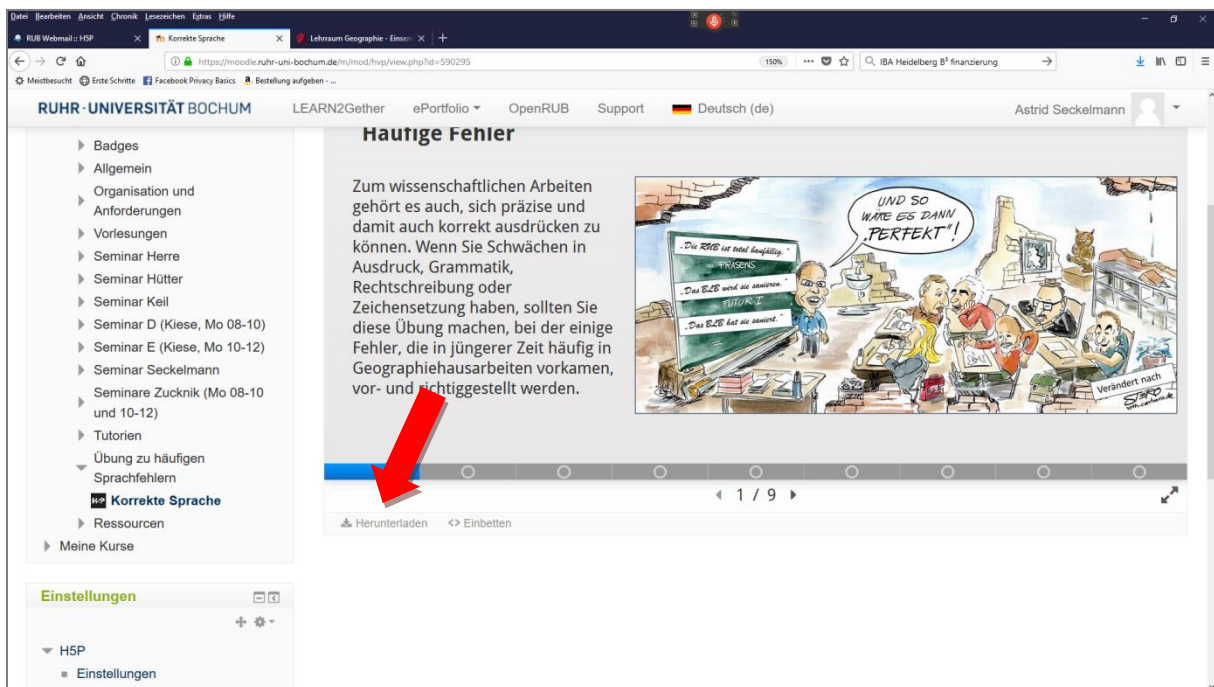 Datei Bearbeiten Ansicht Chronik Lesezeichen Extras Hilfe
RUB Webmail :: H5P
Korrekte Sprache
Lehrraum Geographie - Einsen
https://moodle.ruhr-uni-bochum.de/m/mod/hvp/view.php?id=590295
150%
IBA Heidelberg B³ finanzierung
Meistbesucht Erste Schritte Facebook Privacy Basics Bestellung aufgeben - ...
RUHR-UNIVERSITÄT BOCHUM LEARN2Gether ePortfolio OpenRUB Support Deutsch (de) Astrid Seckelmann
Badges
Allgemein
Organisation und
Anforderungen
Vorlesungen
Seminar Herre
Seminar Hütter
Seminar Keil
Seminar D (Kiese, Mo 08-10)
Seminar E (Kiese, Mo 10-12)
Seminar Seckelmann
Seminare Zucknik (Mo 08-10
und 10-12)
Tutorien
Übung zu häufigen
Sprachfehlern
H-P Korrekte Sprache
Ressourcen
Meine Kurse
Einstellungen
H5P
Einstellungen
Häufige Fehler
Zum wissenschaftlichen Arbeiten
gehört es auch, sich präzise und
damit auch korrekt ausdrücken zu
können. Wenn Sie Schwächen in
Ausdruck, Grammatik,
Rechtschreibung oder
Zeichensetzung haben, sollten Sie
diese Übung machen, bei der einige
Fehler, die in jüngerer Zeit häufig in
Geographiehausarbeiten vorkamen,
vor- und richtiggestellt werden.
UND SO
WÄRE ES DANN
„PERFEKT“!
„Die RUB ist total baufällig.“
PRÄSENS
„Das BLB wird sie sanieren.“
FUTUR I
„Das BLB hat sie saniert.“
Verändert nach
1 / 9
Herunterladen <> Einbetten